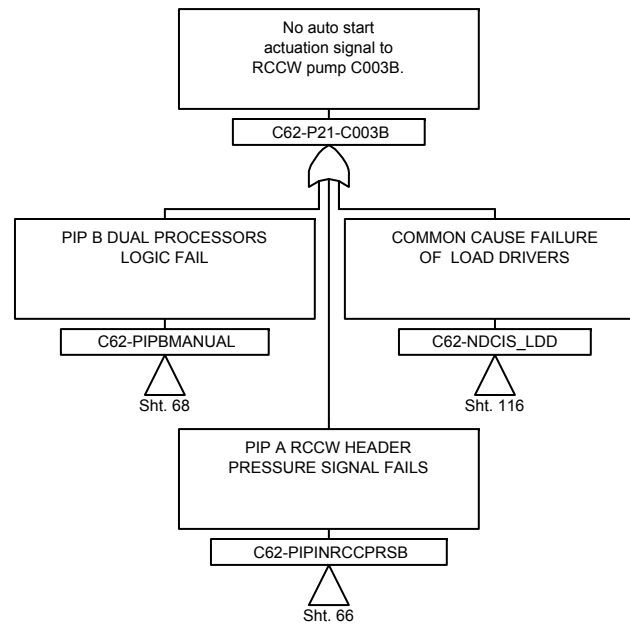 No auto start
actuation signal to
RCCW pump C003B.
C62-P21-C003B
PIP B DUAL PROCESSORS
LOGIC FAIL
C62-PIPBMANUAL
Sht. 68
COMMON CAUSE FAILURE
OF LOAD DRIVERS
C62-NDCIS_LDD
Sht. 116
PIP A RCCW HEADER
PRESSURE SIGNAL FAILS
C62-PIPINRCCPRSB
Sht. 66